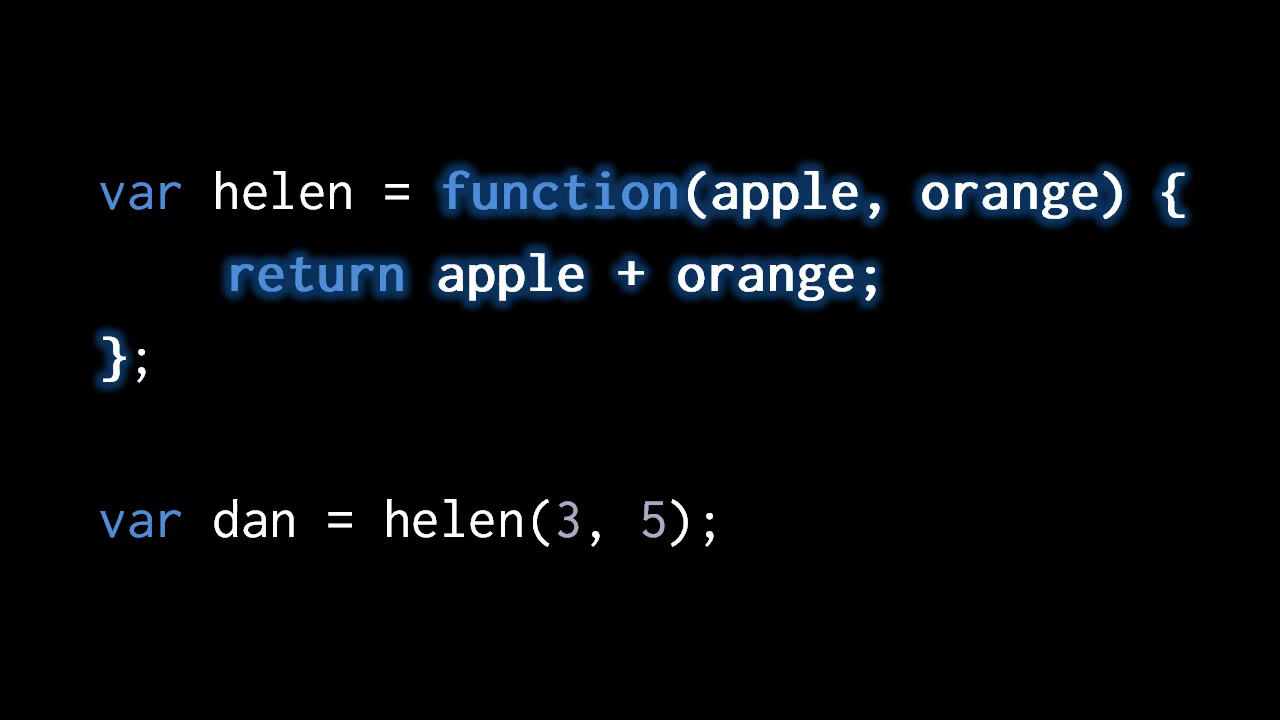 var helen = function(apple, orange) {
    return apple + orange;
};
var dan = helen(3, 5);